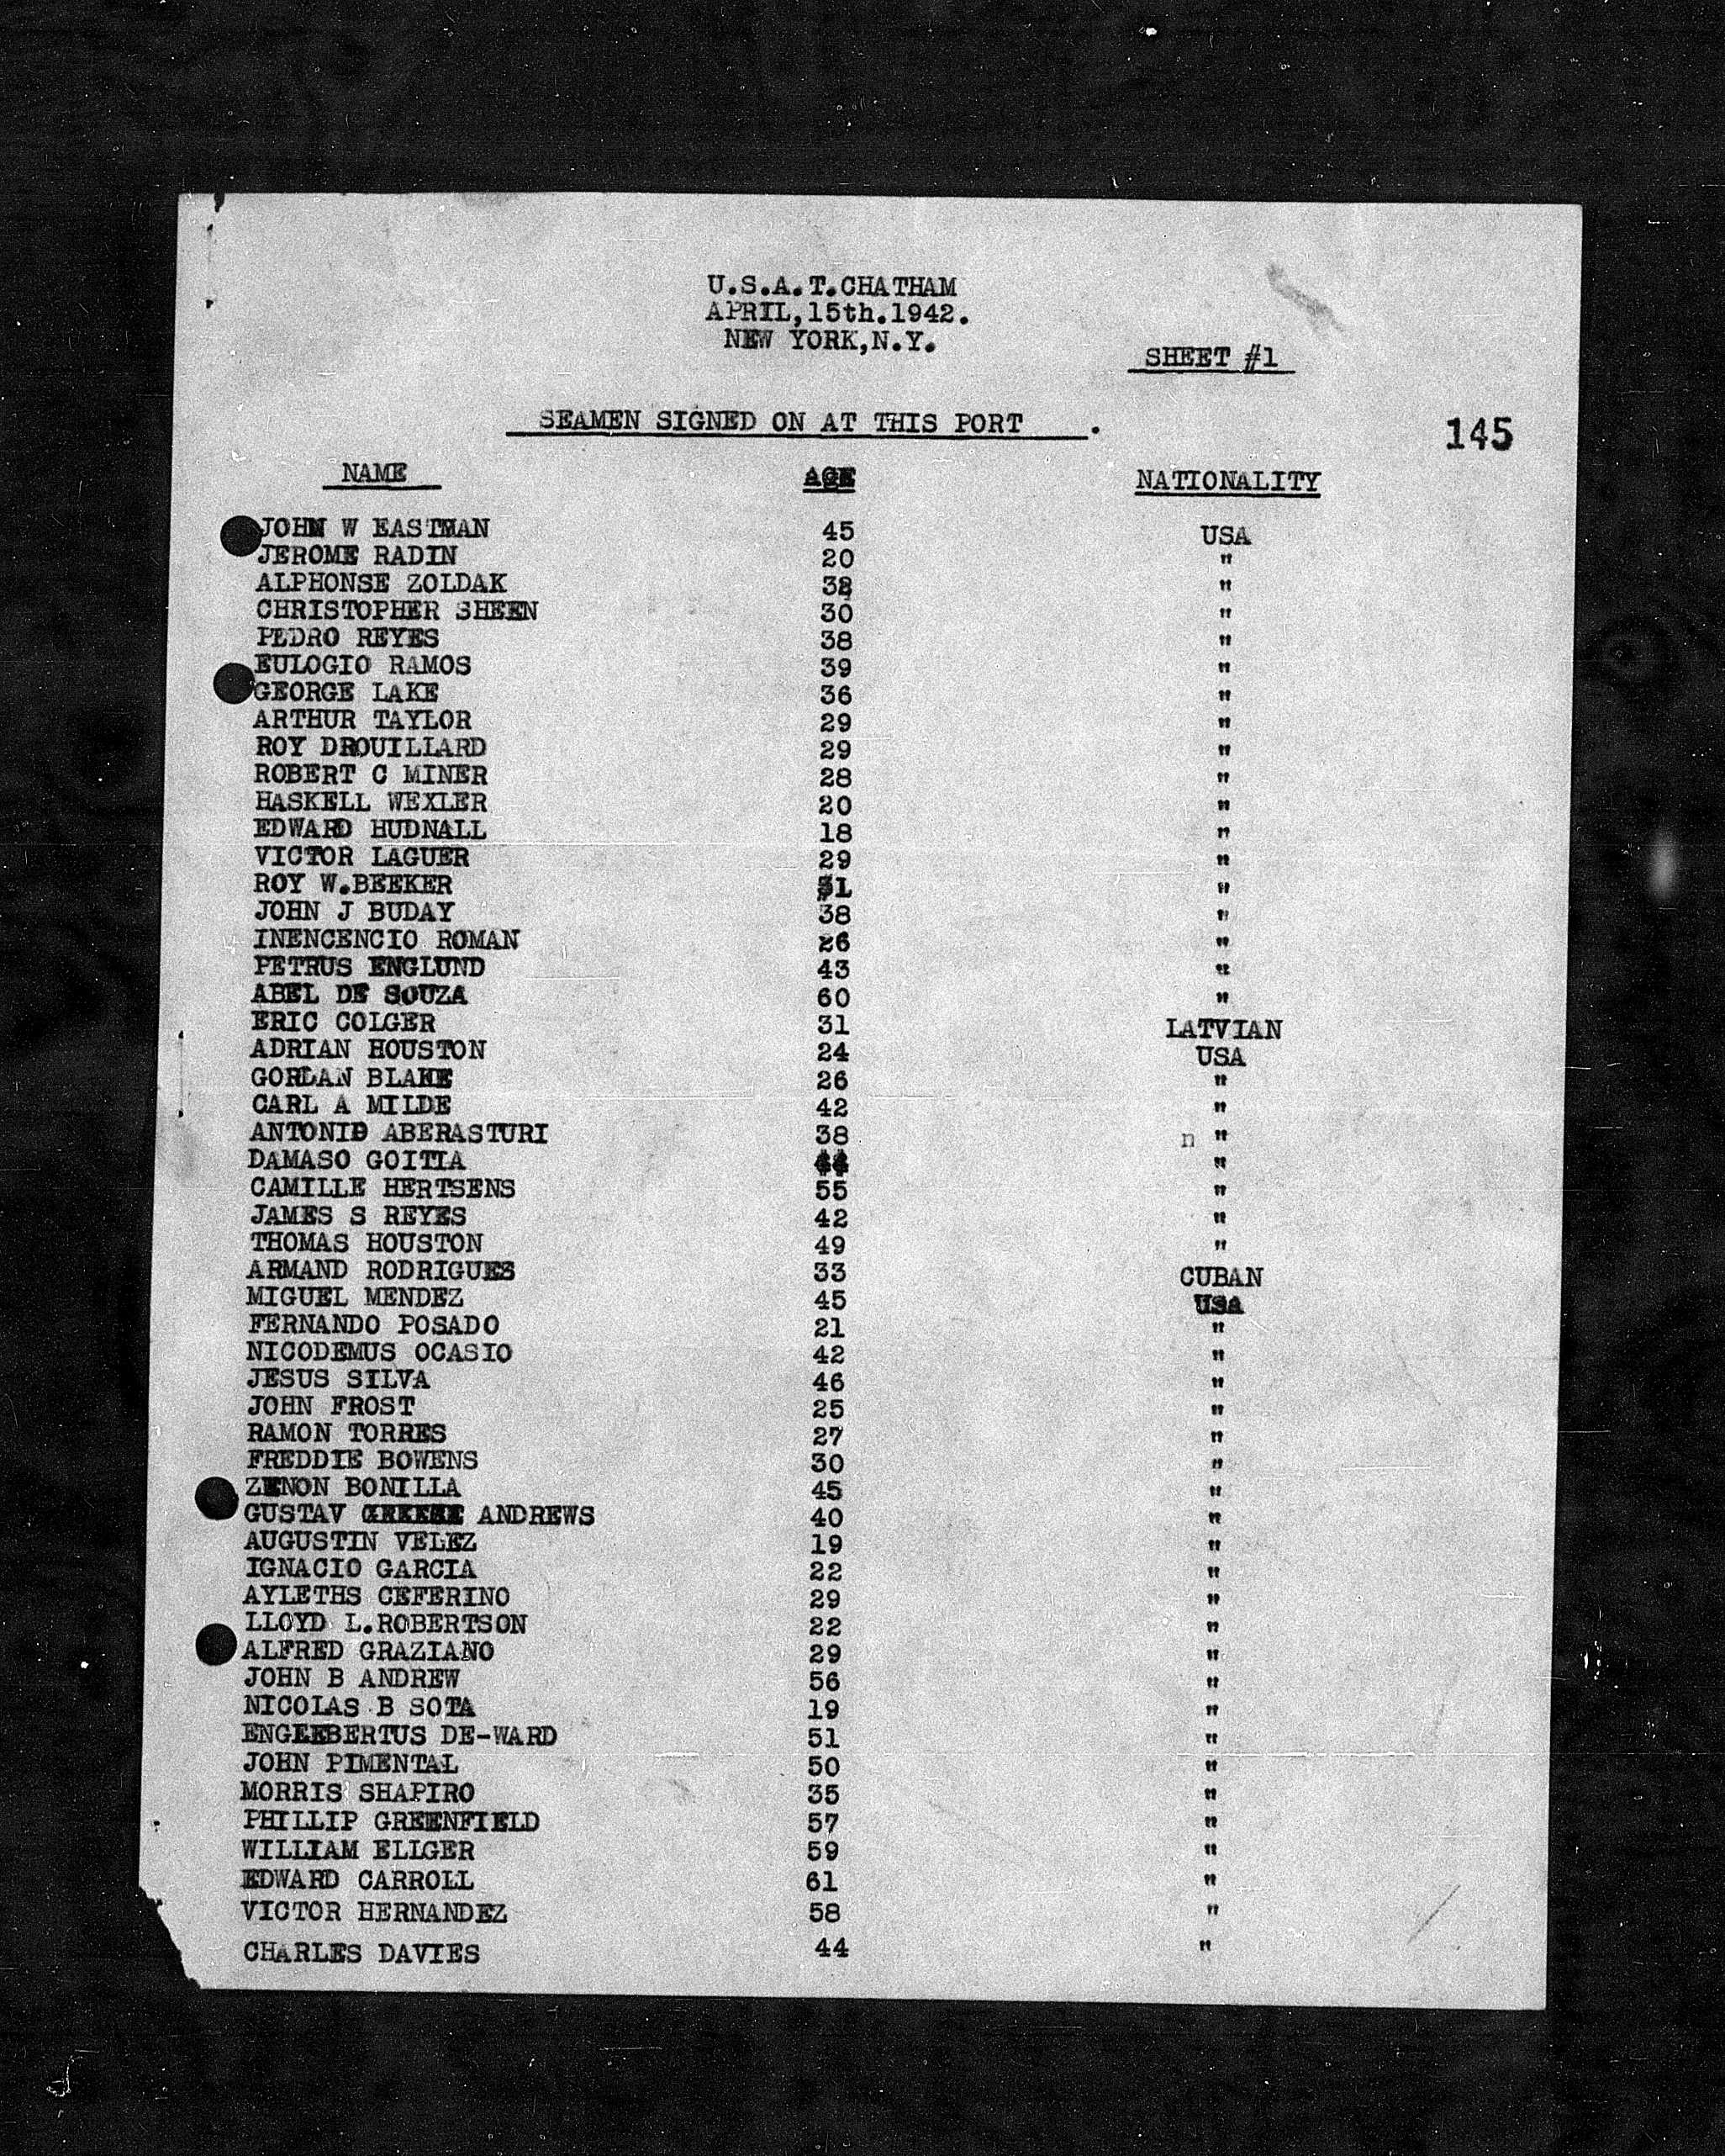 U.S.A.T.CHATHAM
APRIL,15th.1942.
NEW YORK,N.Y.
SHEET #1
SEAMEN SIGNED ON AT THIS PORT .
145
NAME AGE NATIONALITY
JOHN W EASTMAN 45 USA
JEROME RADIN 20 "
ALPHONSE ZOLDAK 38 "
CHRISTOPHER SHEEN 30 "
PEDRO REYES 38 "
EULOGIO RAMOS 39 "
GEORGE LAKE 36 "
ARTHUR TAYLOR 29 "
ROY DROUILLARD 29 "
ROBERT C MINER 28 "
HASKELL WEXLER 20 "
EDWARD HUDNALL 18 "
VICTOR LAGUER 29 "
ROY W.BEEKER 31 "
JOHN J BUDAY 38 "
INENCENCIO ROMAN 26 "
PETRUS ENGLUND 43 "
ABEL DE SOUZA 60 "
ERIC COLGER 31 LATVIAN
ADRIAN HOUSTON 24 USA
GORDAN BLAKE 26 "
CARL A MILDE 42 "
ANTONIO ABERASTURI 38 n "
DAMASO GOITIA 44 "
CAMILLE HERTSENS 55 "
JAMES S REYES 42 "
THOMAS HOUSTON 49 "
ARMAND RODRIGUES 33 CUBAN
MIGUEL MENDEZ 45 USA
FERNANDO POSADO 21 "
NICODEMUS OCASIO 42 "
JESUS SILVA 46 "
JOHN FROST 25 "
RAMON TORRES 27 "
FREDDIE BOWENS 30 "
ZENON BONILLA 45 "
GUSTAV ANDREWS 40 "
AUGUSTIN VELEZ 19 "
IGNACIO GARCIA 22 "
AYLETHS CEFERINO 29 "
LLOYD L.ROBERTSON 22 "
ALFRED GRAZIANO 29 "
JOHN B ANDREW 56 "
NICOLAS B SOTA 19 "
ENGLEBERTUS DE-WARD 51 "
JOHN PIMENTAL 50 "
MORRIS SHAPIRO 35 "
PHILLIP GREENFIELD 57 "
WILLIAM ELLGER 59 "
EDWARD CARROLL 61 "
VICTOR HERNANDEZ 58 "
CHARLES DAVIES 44 "